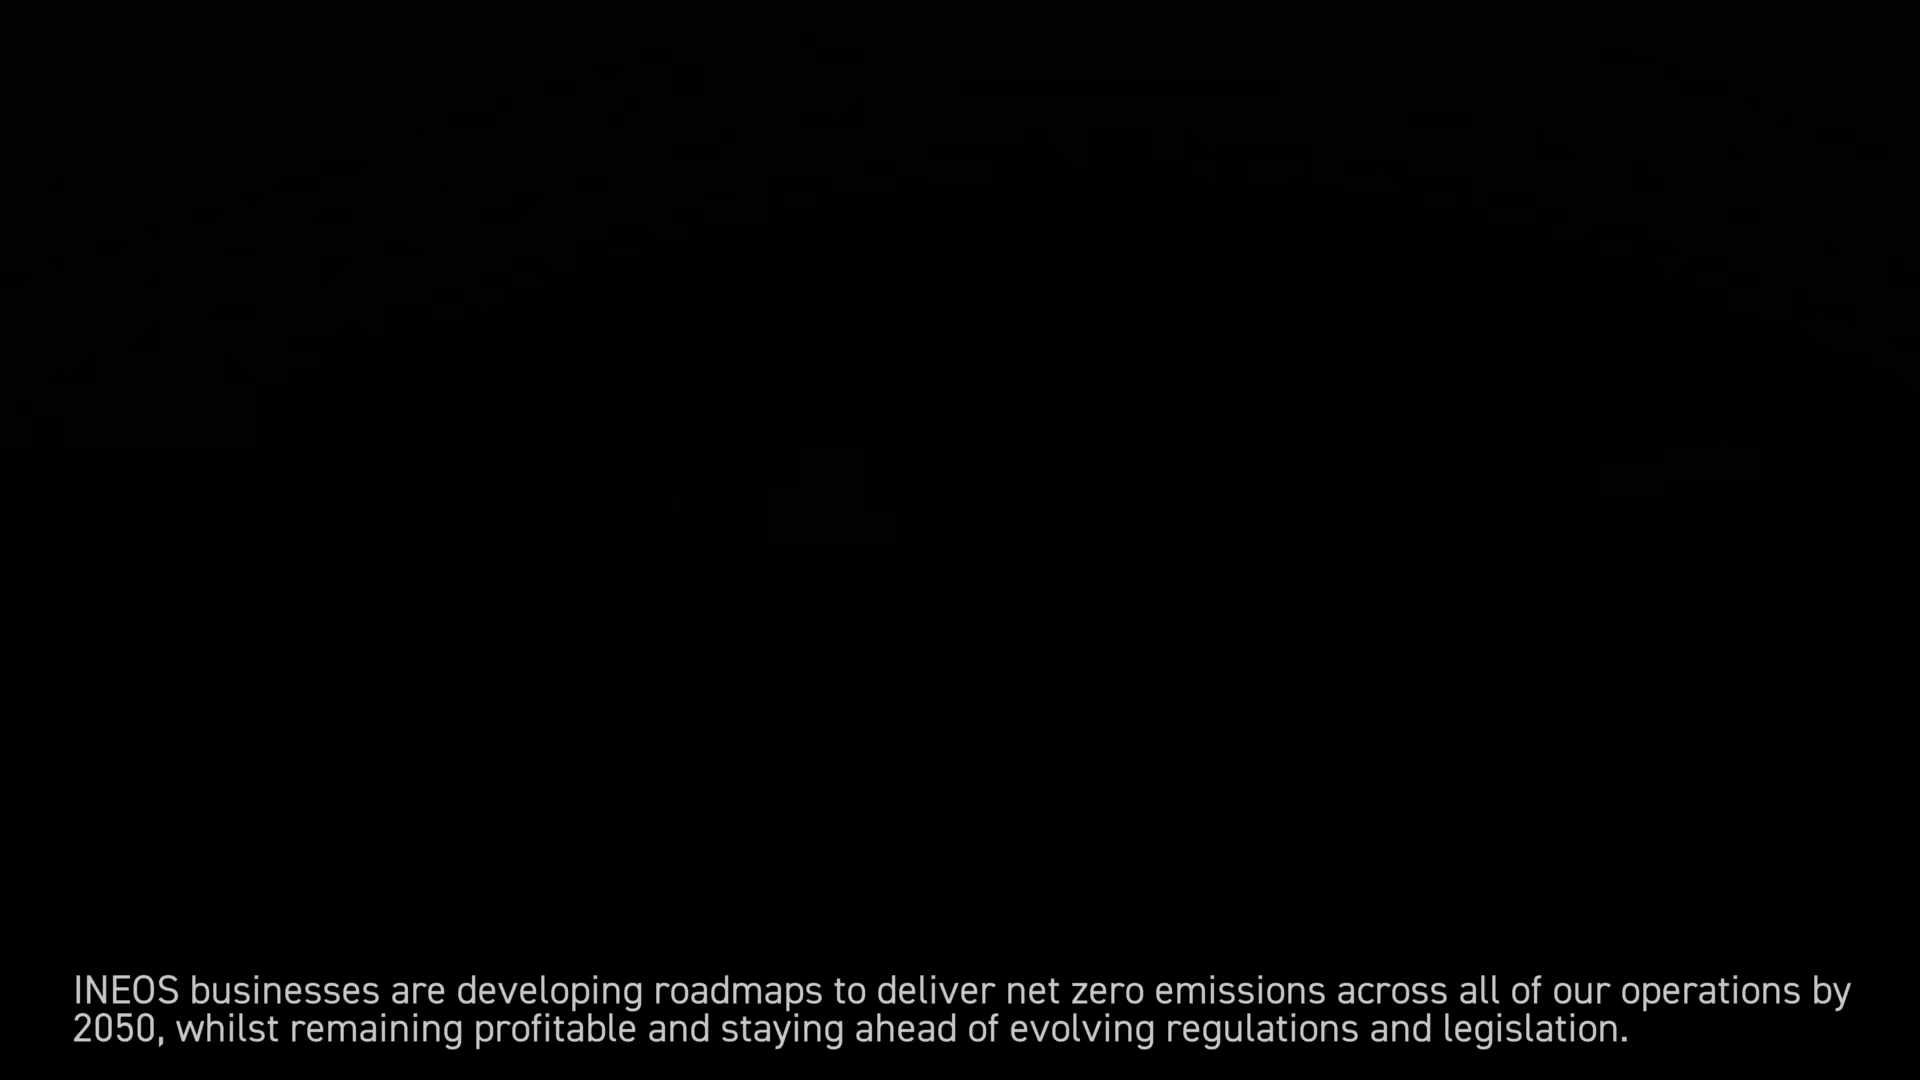 INEOS businesses are developing roadmaps to deliver net zero emissions across all of our operations by
2050, whilst remaining profitable and staying ahead of evolving regulations and legislation.